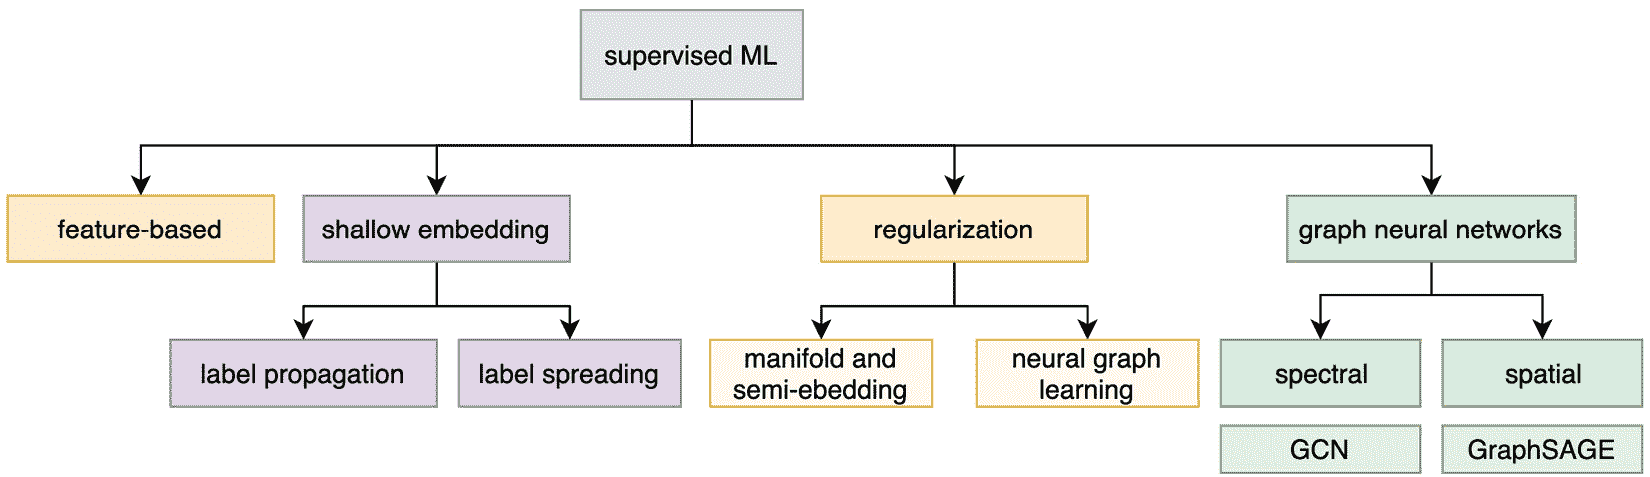 supervised ML
feature-based
shallow embedding
regularization
graph neural networks
label propagation
label spreading
manifold and
semi-ebedding
neural graph
learning
spectral
spatial
GCN
GraphSAGE